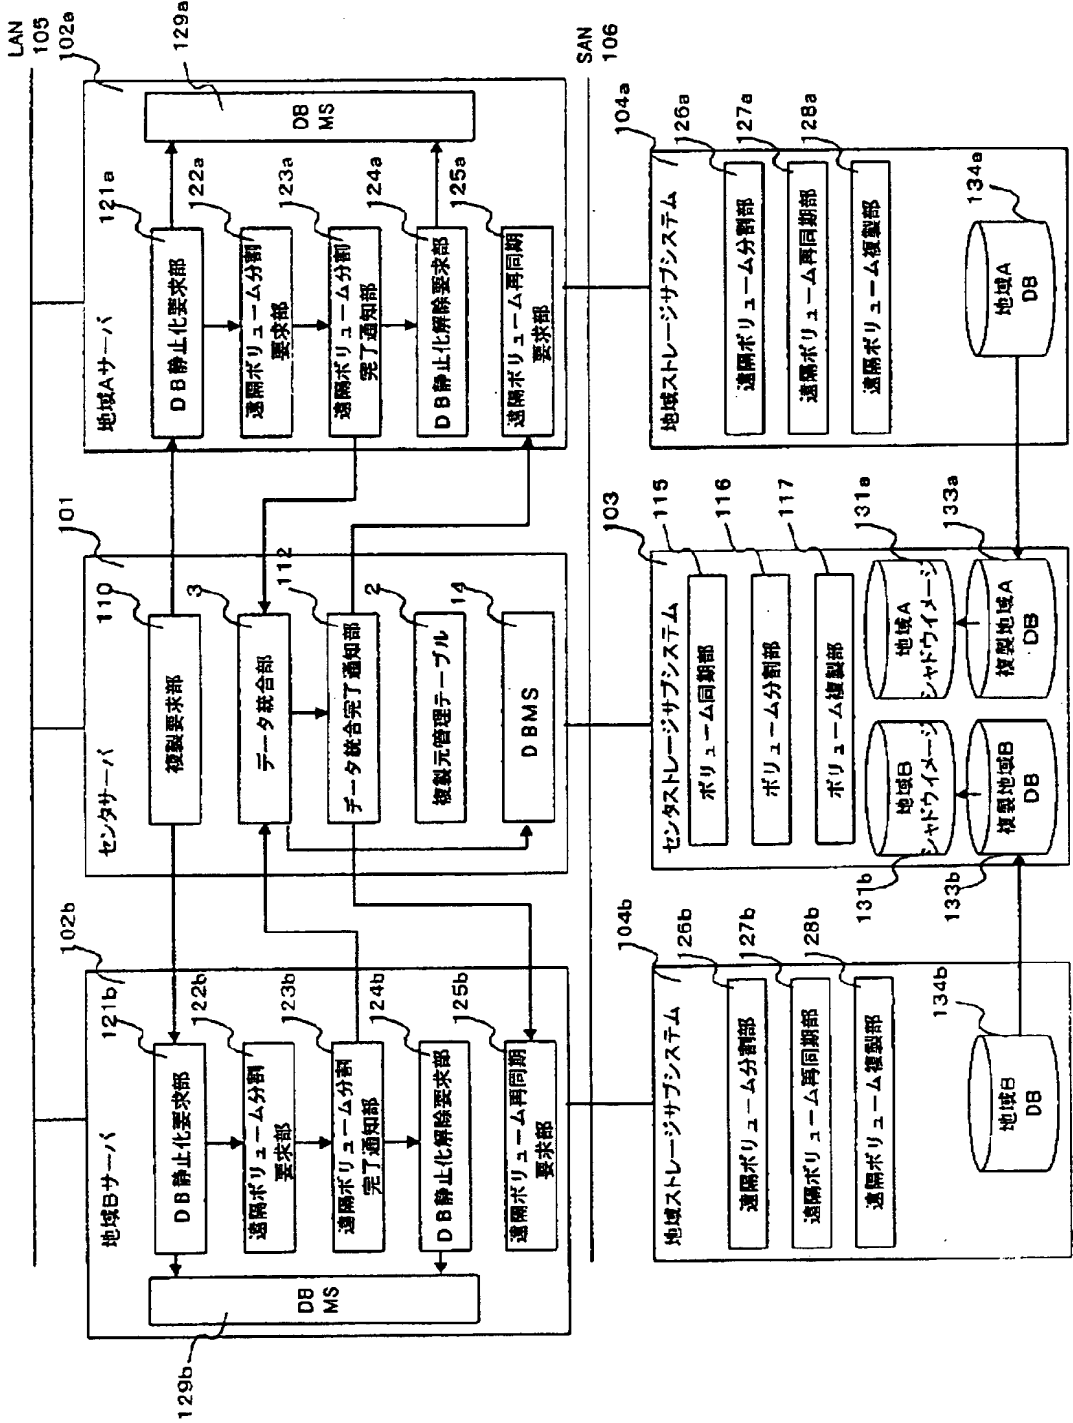 LAN
105
129b
102b
地域Bサーバ
DB
MS
121b
DB静止化要求部
122b
遠隔ボリューム分割
要求部
123b
遠隔ボリューム分割
完了通知部
124b
DB静止化解除要求部
125b
遠隔ボリューム再同期
要求部
101
センタサーバ
110
複製要求部
3
データ統合部
112
データ統合完了通知部
2
複製元管理テーブル
14
DBMS
102a
地域Aサーバ
129a
DB
MS
121a
DB静止化要求部
122a
遠隔ボリューム分割
要求部
123a
遠隔ボリューム分割
完了通知部
124a
DB静止化解除要求部
125a
遠隔ボリューム再同期
要求部
SAN
106
104b
地域ストレージサブシステム
126b
遠隔ボリューム分割部
127b
遠隔ボリューム再同期部
128b
遠隔ボリューム複製部
134b
地域B
DB
103
センタストレージサブシステム
115
ボリューム同期部
116
ボリューム分割部
117
ボリューム複製部
131b
地域B
シャドウイメージ
131a
地域A
シャドウイメージ
133b
複製地域B
DB
133a
複製地域A
DB
104a
地域ストレージサブシステム
126a
遠隔ボリューム分割部
127a
遠隔ボリューム再同期部
128a
遠隔ボリューム複製部
134a
地域A
DB